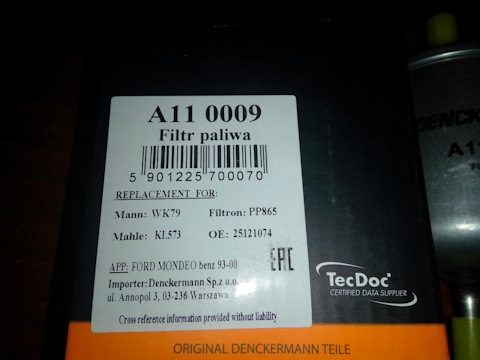 A11 0009
Filtr paliwa
5 901225 700070
REPLACEMENT FOR:
Mann: WK79 Filtron: PP865
Mahle: KL573 OE: 25121074
APP: FORD MONDEO benz 93-00
Importer: Denckermann Sp.z o.o.
ul. Annopol 3, 03-236 Warszawa
Cross reference information provided without liability
EAC
TecDoc
CERTIFIED DATA SUPPLIER
ORIGINAL DENCKERMANN TEILE
DENCKER
A11